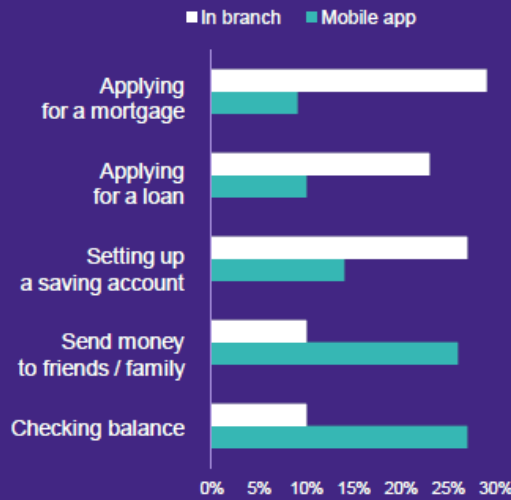 In branch Mobile app
Applying
for a mortgage
Applying
for a loan
Setting up
a saving account
Send money
to friends / family
Checking balance
0% 5% 10% 15% 20% 25% 30%